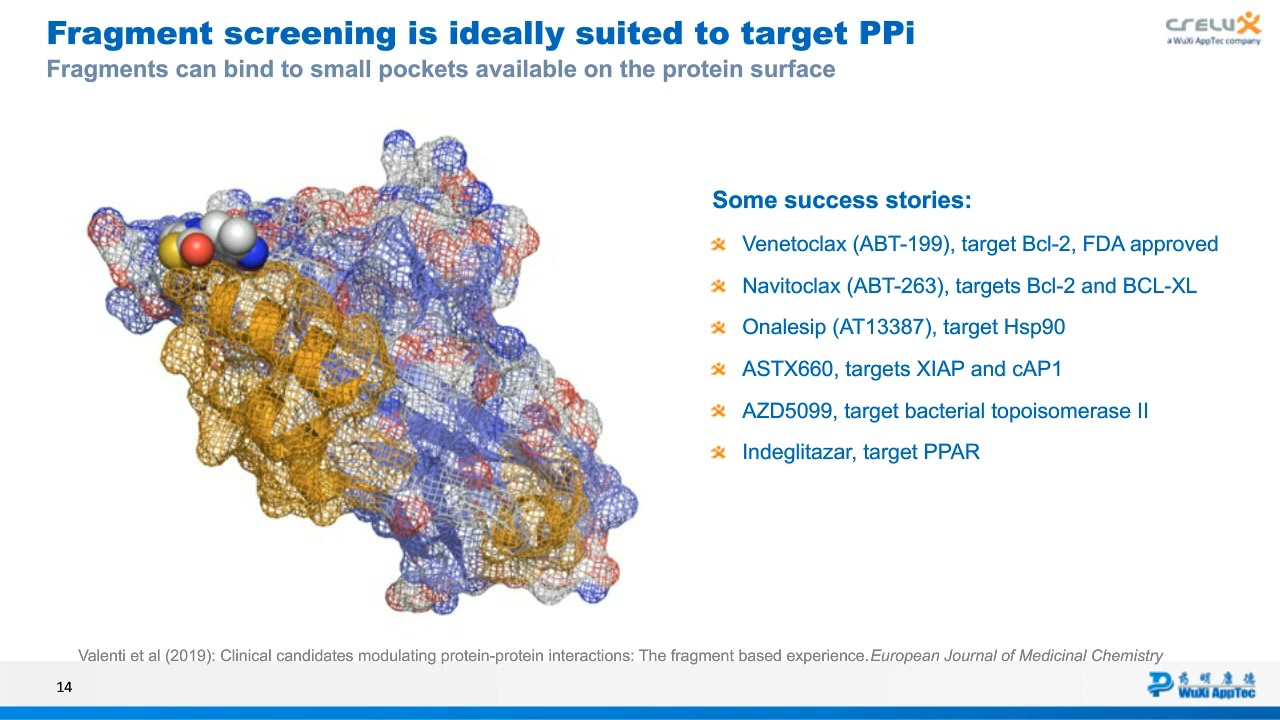 Fragment screening is ideally suited to target PPi
Fragments can bind to small pockets available on the protein surface
CRELUX
a WuXi AppTec company
Some success stories:
Venetoclax (ABT-199), target Bcl-2, FDA approved
Navitoclax (ABT-263), targets Bcl-2 and BCL-XL
Onalesip (AT13387), target Hsp90
ASTX660, targets XIAP and cAP1
AZD5099, target bacterial topoisomerase II
Indeglitazar, target PPAR
Valenti et al (2019): Clinical candidates modulating protein-protein interactions: The fragment based experience.European Journal of Medicinal Chemistry
14
药明康德
WuXi AppTec